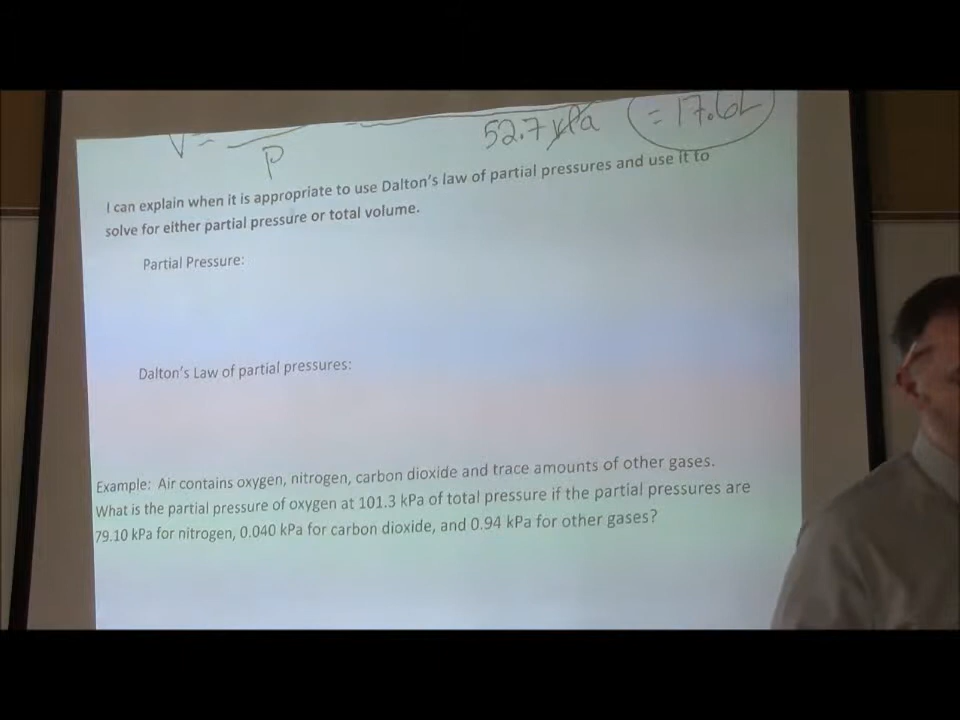 V = 52.7 kPa = 17.6L
P
I can explain when it is appropriate to use Dalton's law of partial pressures and use it to
solve for either partial pressure or total volume.
Partial Pressure:
Dalton's Law of partial pressures:
Example: Air contains oxygen, nitrogen, carbon dioxide and trace amounts of other gases.
What is the partial pressure of oxygen at 101.3 kPa of total pressure if the partial pressures are
79.10 kPa for nitrogen, 0.040 kPa for carbon dioxide, and 0.94 kPa for other gases?